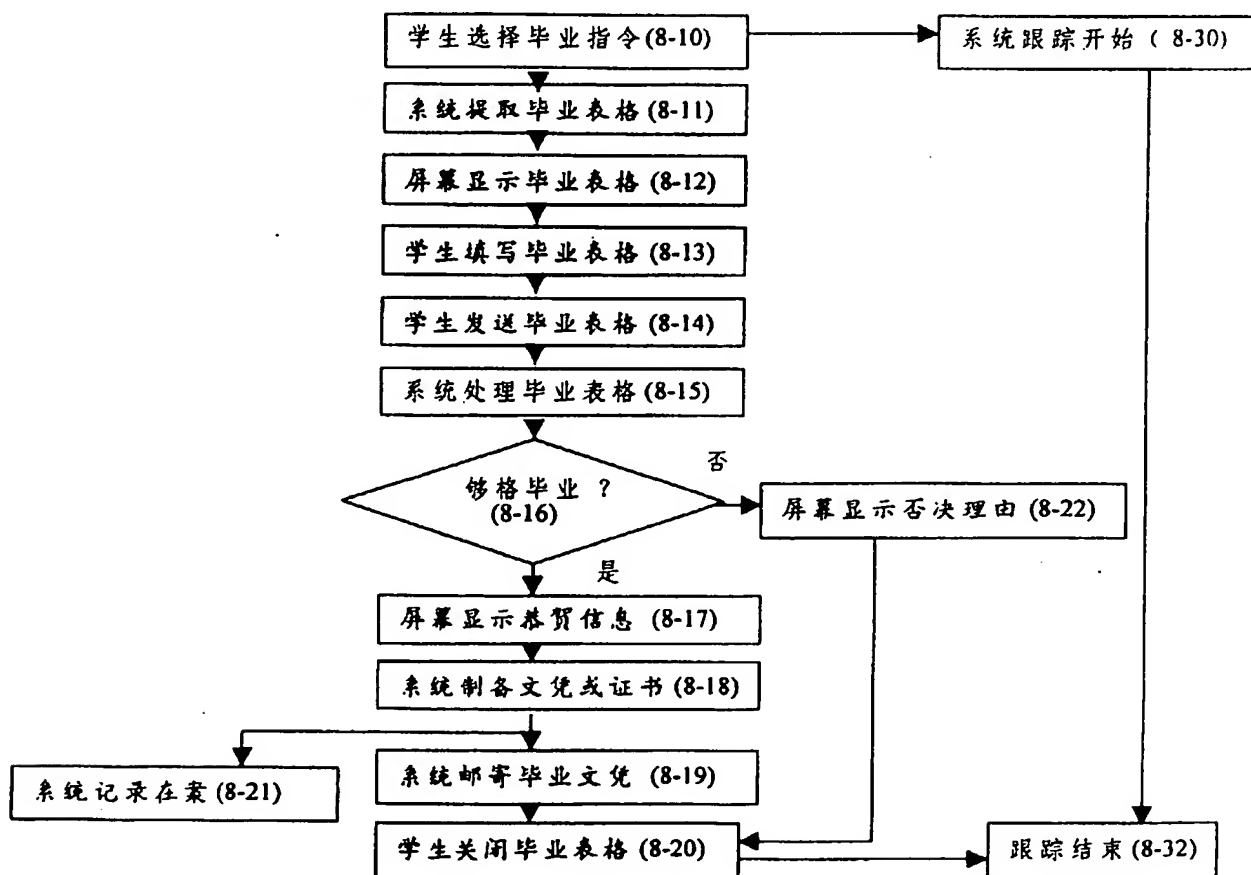 学生选择毕业指令(8-10)
系统跟踪开始 ( 8-30)
系统提取毕业表格(8-11)
屏幕显示毕业表格(8-12)
学生填写毕业表格(8-13)
学生发送毕业表格(8-14)
系统处理毕业表格(8-15)
够格毕业 ?
(8-16)
否
屏幕显示否决理由(8-22)
是
屏幕显示恭贺信息 (8-17)
系统制备文凭或证书(8-18)
系统邮寄毕业文凭 (8-19)
系统记录在案(8-21)
学生关闭毕业表格(8-20)
跟踪结束(8-32)